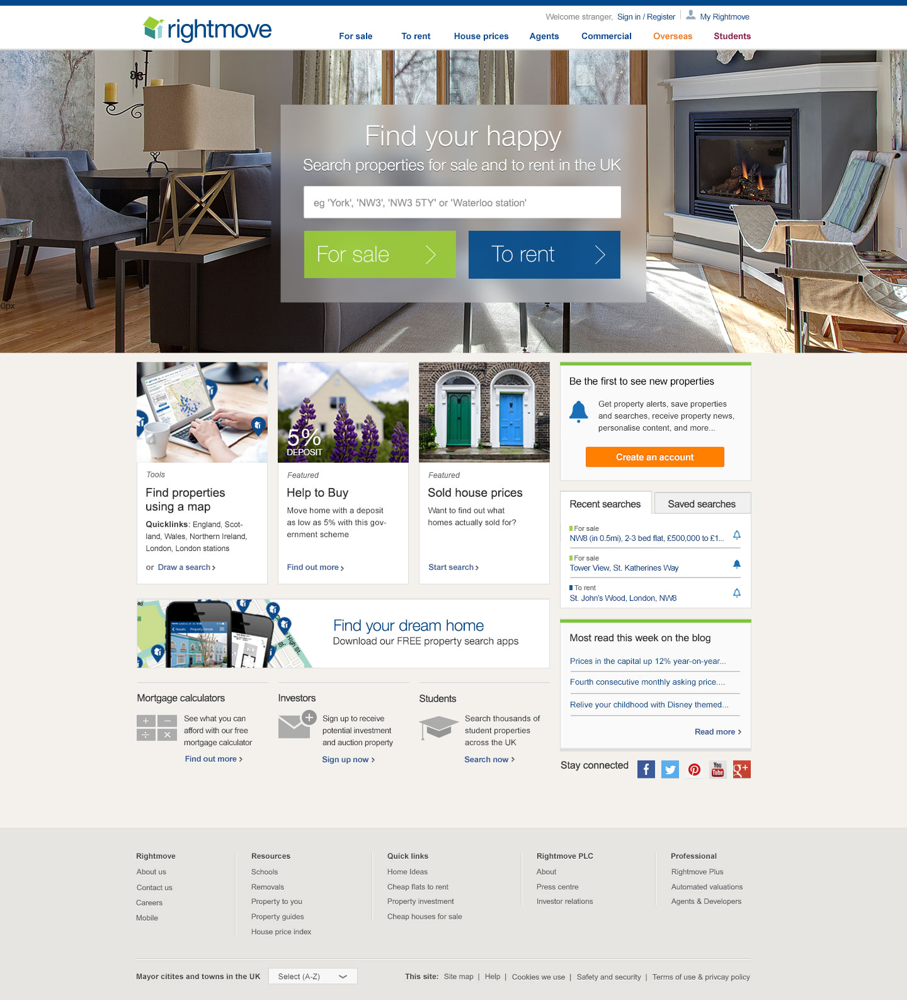 Welcome stranger, Sign in / Register My Rightmove
rightmove
For sale To rent House prices Agents Commercial Overseas Students
Find your happy
Search properties for sale and to rent in the UK
eg 'York', 'NW3', 'NW3 5TY' or 'Waterloo station'
For sale
To rent
0px
Tools
Find properties
using a map
Quicklinks: England, Scot-
land, Wales, Northern Ireland,
London, London stations
or Draw a search
5%
DEPOSIT
Featured
Help to Buy
Move home with a deposit
as low as 5% with this gov-
ernment scheme
Find out more
Featured
Sold house prices
Want to find out what
homes actually sold for?
Start search
Be the first to see new properties
Get property alerts, save properties
and searches, receive property news,
personalise content, and more...
Create an account
Recent searches
Saved searches
For sale
NW8 (in 0.5mi), 2-3 bed flat, £500,000 to £1...
For sale
Tower View, St. Katherines Way
To rent
St. John's Wood, London, NW8
Property Details
High St.
Find your dream home
Download our FREE property search apps
Most read this week on the blog
Prices in the capital up 12% year-on-year...
Fourth consecutive monthly asking price....
Relive your childhood with Disney themed...
Read more
Mortgage calculators
See what you can
afford with our free
mortgage calculator
Find out more
Investors
Sign up to receive
potential investment
and auction property
Sign up now
Students
Search thousands of
student properties
across the UK
Search now
Stay connected
You
Tube
g+
Rightmove
About us
Contact us
Careers
Mobile
Resources
Schools
Removals
Property to you
Property guides
House price index
Quick links
Home Ideas
Cheap flats to rent
Property investment
Cheap houses for sale
Rightmove PLC
About
Press centre
Investor relations
Professional
Rightmove Plus
Automated valuations
Agents & Developers
Mayor citites and towns in the UK
Select (A-Z)
This site: Site map | Help | Cookies we use | Safety and security | Terms of use & privcay policy